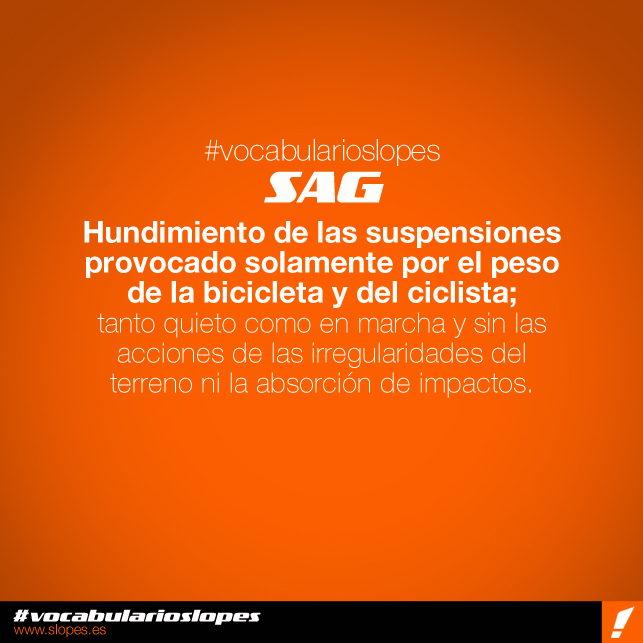 #vocabularioslopes
SAG
Hundimiento de las suspensiones
provocado solamente por el peso
de la bicicleta y del ciclista;
tanto quieto como en marcha y sin las
acciones de las irregularidades del
terreno ni la absorción de impactos.
#vocabularioslopes
www.slopes.es